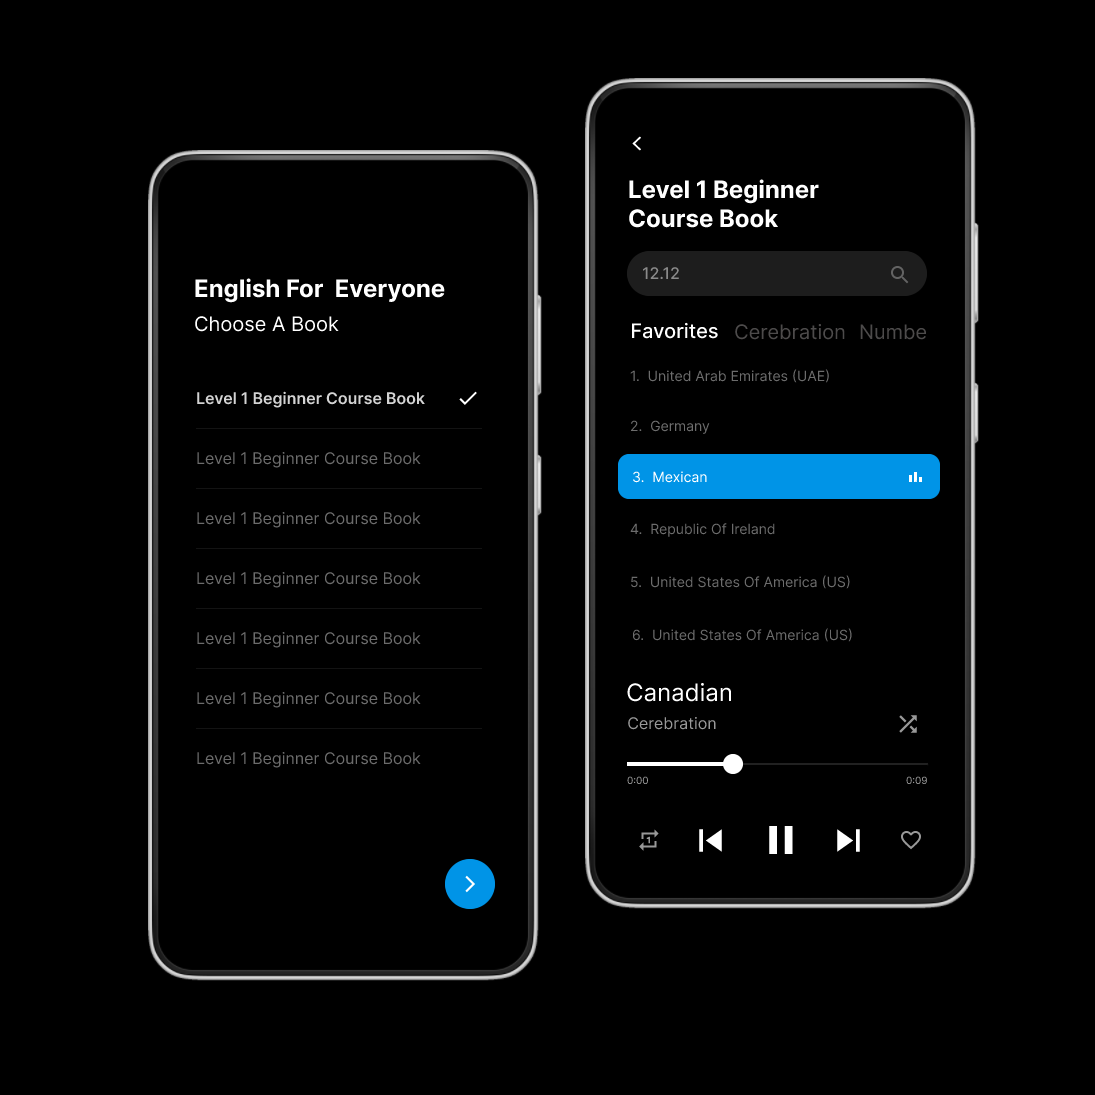 English For  Everyone
Choose A Book
Level 1 Beginner Course Book
Level 1 Beginner Course Book
Level 1 Beginner Course Book
Level 1 Beginner Course Book
Level 1 Beginner Course Book
Level 1 Beginner Course Book
Level 1 Beginner Course Book
Level 1 Beginner
Course Book
12.12
Favorites Cerebration Numbe
1. United Arab Emirates (UAE)
2. Germany
3. Mexican
4. Republic Of Ireland
5. United States Of America (US)
6. United States Of America (US)
Canadian
Cerebration
0:00 0:09
1